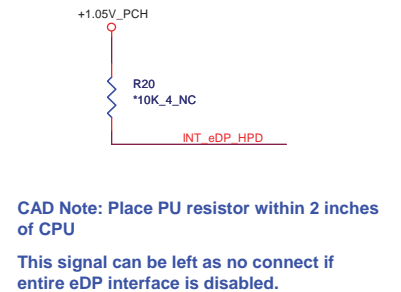 +1.05V_PCH
R20
*10K_4_NC
INT_eDP_HPD
CAD Note: Place PU resistor within 2 inches
of CPU
This signal can be left as no connect if
entire eDP interface is disabled.